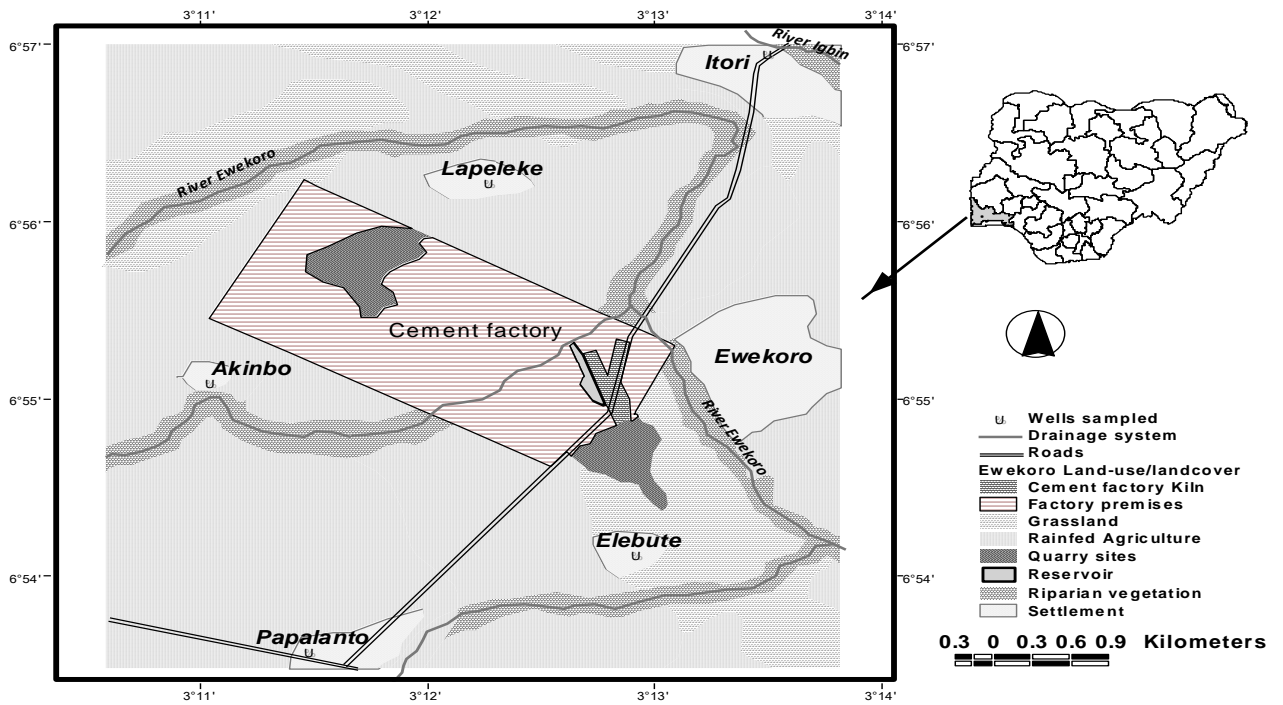 3°11' 3°12' 3°13' 3°14'
6°57' 6°57'
River Igbin
Itori
River Ewekoro
Lapeleke
6°56' 6°56'
Cement factory
Ewekoro
Akinbo
6°55' 6°55'
River Ewekoro
Elebute
6°54' 6°54'
Papalanto
3°11' 3°12' 3°13' 3°14'
Wells sampled
Drainage system
Roads
Ewekoro Land-use/landcover
Cement factory Kiln
Factory premises
Grassland
Rainfed Agriculture
Quarry sites
Reservoir
Riparian vegetation
Settlement
0.3 0 0.3 0.6 0.9 Kilometers